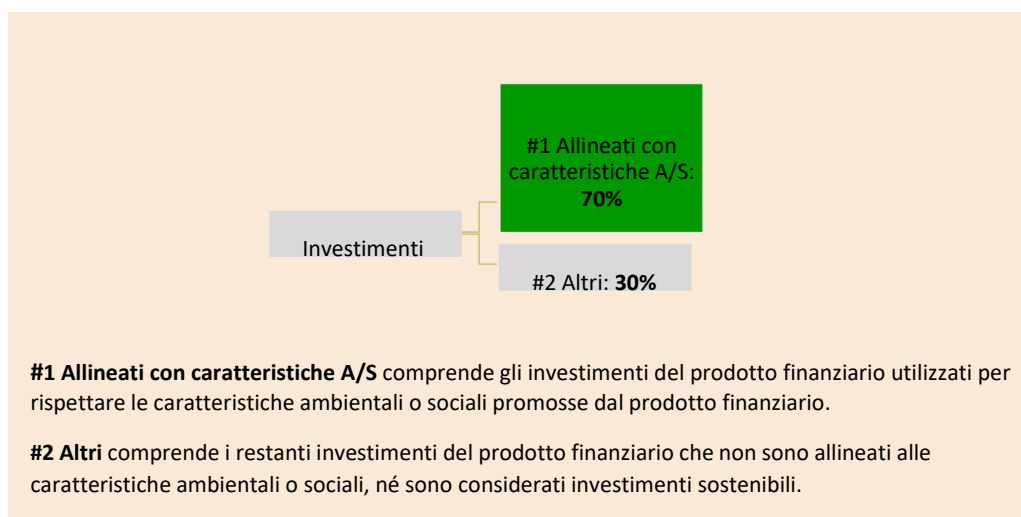 #1 Allineati con
caratteristiche A/S:
70%
Investimenti
#2 Altri: 30%
#1 Allineati con caratteristiche A/S comprende gli investimenti del prodotto finanziario utilizzati per
rispettare le caratteristiche ambientali o sociali promosse dal prodotto finanziario.
#2 Altri comprende i restanti investimenti del prodotto finanziario che non sono allineati alle
caratteristiche ambientali o sociali, né sono considerati investimenti sostenibili.